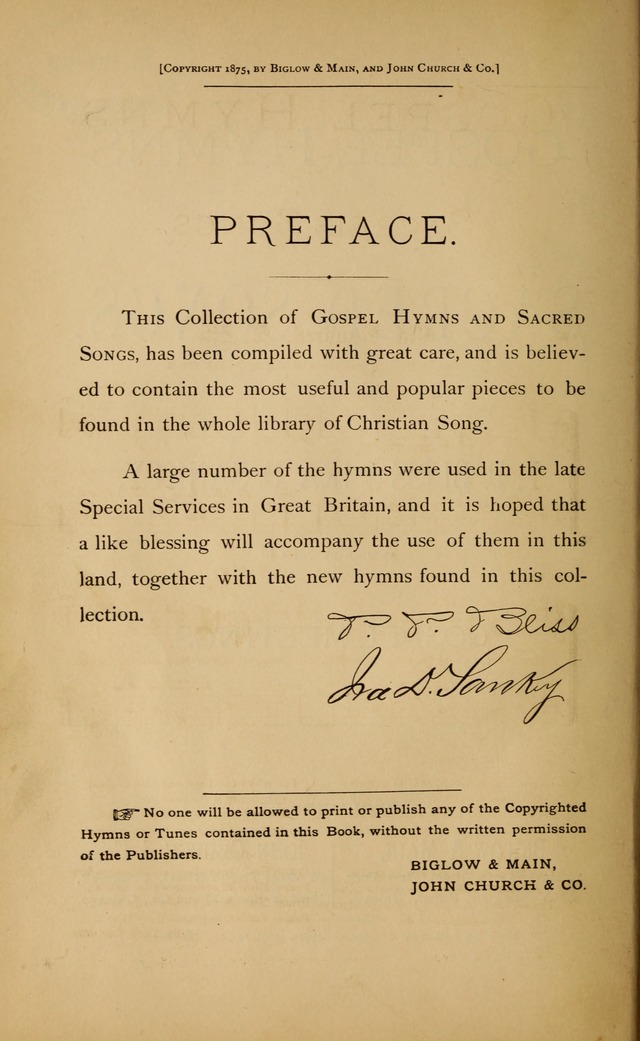 [Copyright 1875, by Biglow & Main, and John Church & Co.]
PREFACE.
This Collection of Gospel Hymns and Sacred
Songs, has been compiled with great care, and is believ-
ed to contain the most useful and popular pieces to be
found in the whole library of Christian Song.
A large number of the hymns were used in the late
Special Services in Great Britain, and it is hoped that
a like blessing will accompany the use of them in this
land, together with the new hymns found in this col-
lection.
P. P. Bliss
Ira D. Sankey
☞ No one will be allowed to print or publish any of the Copyrighted
Hymns or Tunes contained in this Book, without the written permission
of the Publishers.
BIGLOW & MAIN,
JOHN CHURCH & CO.